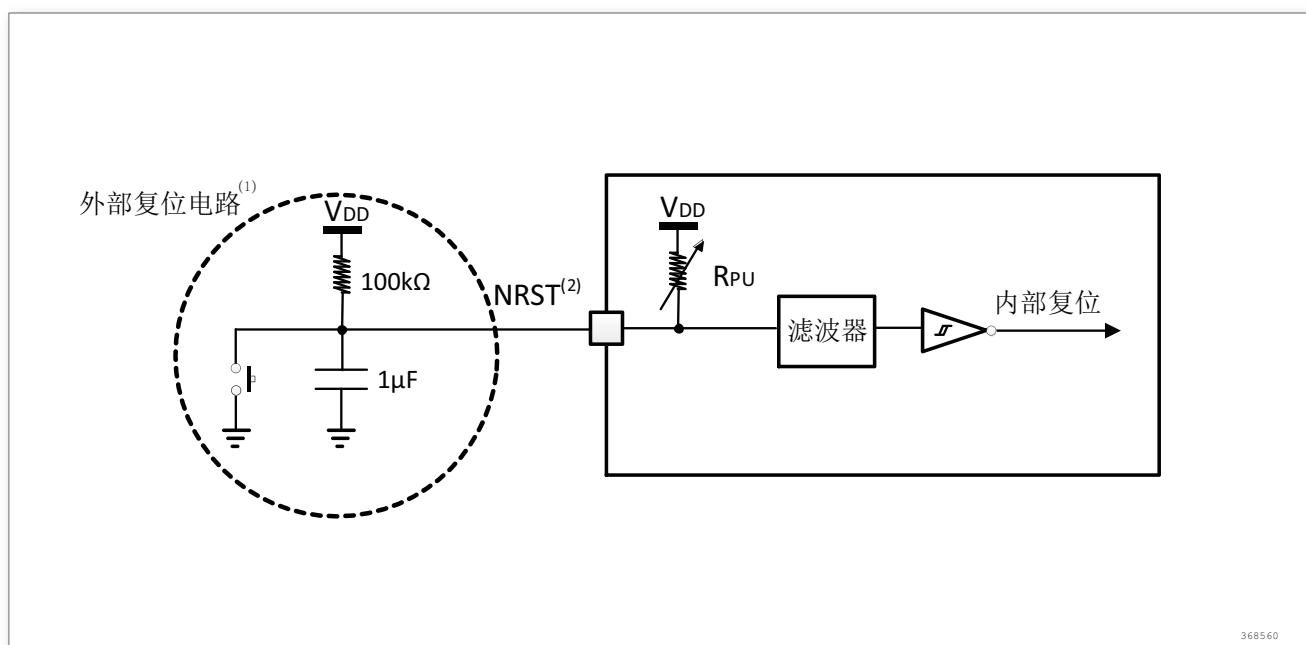 外部复位电路(1)
VDD
100kΩ
1μF
NRST(2)
VDD
RPU
滤波器
内部复位
368560